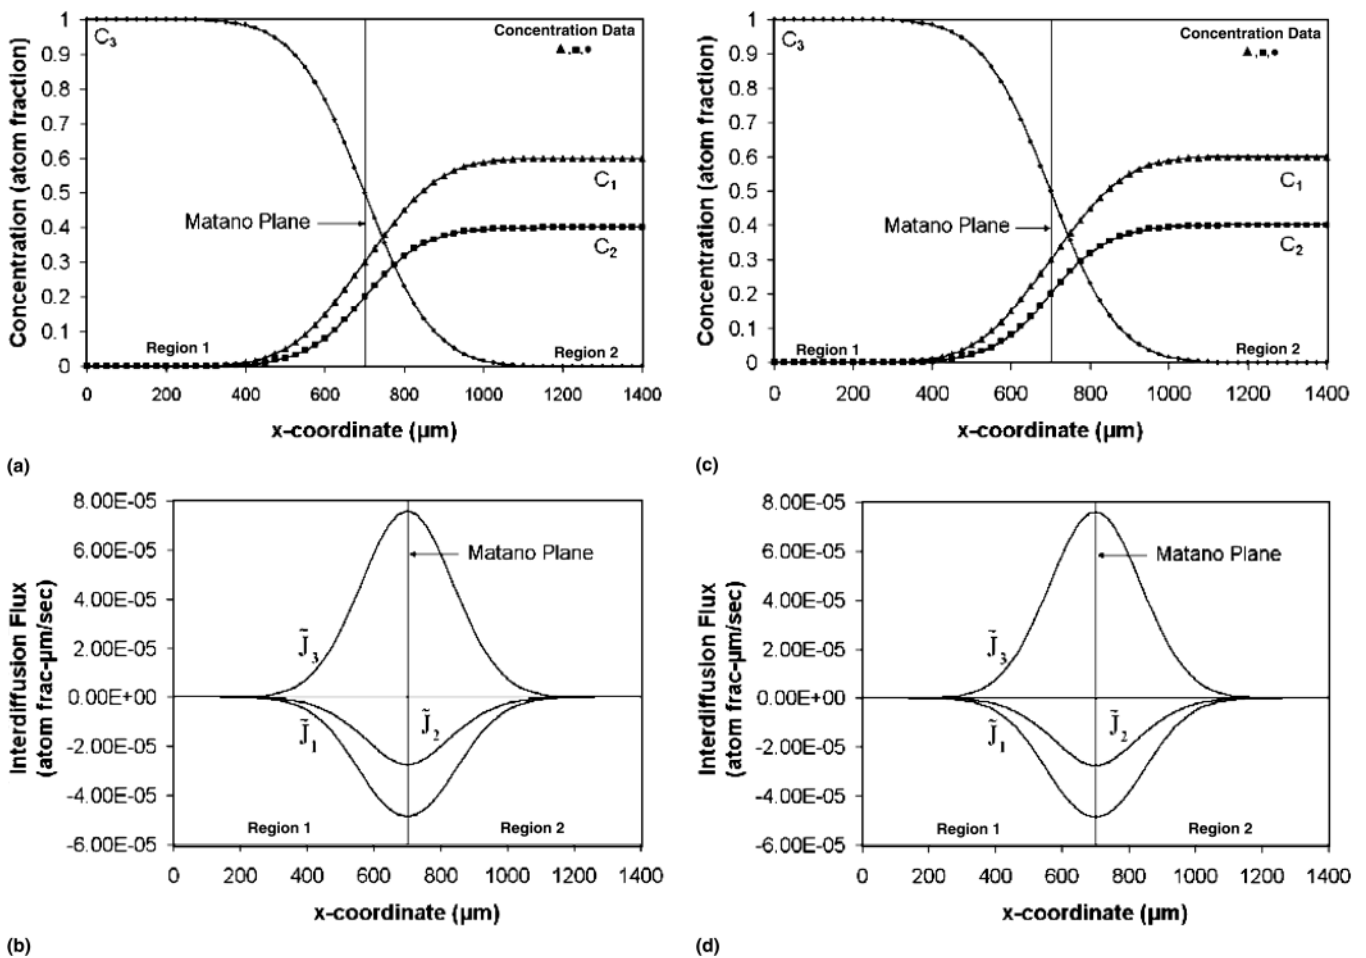 Concentration (atom fraction)
1
0.9
0.8
0.7
0.6
0.5
0.4
0.3
0.2
0.1
0
C3
Concentration Data
▲,■,●
Matano Plane
C1
C2
Region 1
Region 2
0 200 400 600 800 1000 1200 1400
x-coordinate (µm)
(a)
Concentration (atom fraction)
1
0.9
0.8
0.7
0.6
0.5
0.4
0.3
0.2
0.1
0
C3
Concentration Data
▲,■,●
Matano Plane
C1
C2
Region 1
Region 2
0 200 400 600 800 1000 1200 1400
x-coordinate (µm)
(c)
Interdiffusion Flux
(atom frac-µm/sec)
8.00E-05
6.00E-05
4.00E-05
2.00E-05
0.00E+00
-2.00E-05
-4.00E-05
-6.00E-05
Matano Plane
J̃3
J̃1
J̃2
Region 1
Region 2
0 200 400 600 800 1000 1200 1400
x-coordinate (µm)
(b)
Interdiffusion Flux
(atom frac-µm/sec)
8.00E-05
6.00E-05
4.00E-05
2.00E-05
0.00E+00
-2.00E-05
-4.00E-05
-6.00E-05
Matano Plane
J̃3
J̃1
J̃2
Region 1
Region 2
0 200 400 600 800 1000 1200 1400
x-coordinate (µm)
(d)